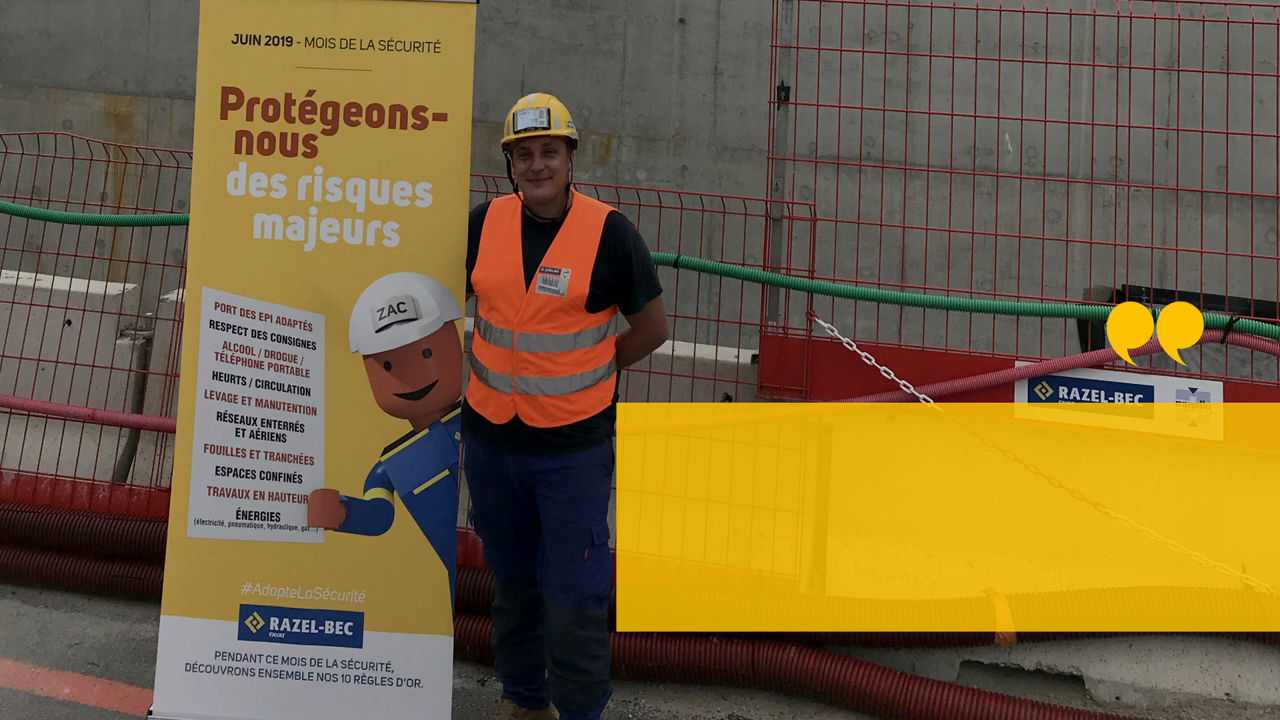 JUIN 2019 - MOIS DE LA SÉCURITÉ
Protégeons-
nous
des risques
majeurs
ZAC
PORT DES EPI ADAPTÉS
RESPECT DES CONSIGNES
ALCOOL / DROGUE /
TÉLÉPHONE PORTABLE
HEURTS / CIRCULATION
LEVAGE ET MANUTENTION
RÉSEAUX ENTERRÉS
ET AÉRIENS
FOUILLES ET TRANCHÉES
ESPACES CONFINÉS
TRAVAUX EN HAUTEUR
ÉNERGIES
(électricité, pneumatique, hydraulique, gaz...)
#AdopteLaSécurité
RAZEL-BEC
FAYAT
PENDANT CE MOIS DE LA SÉCURITÉ,
DÉCOUVRONS ENSEMBLE NOS 10 RÈGLES D'OR.
RAZEL-BEC